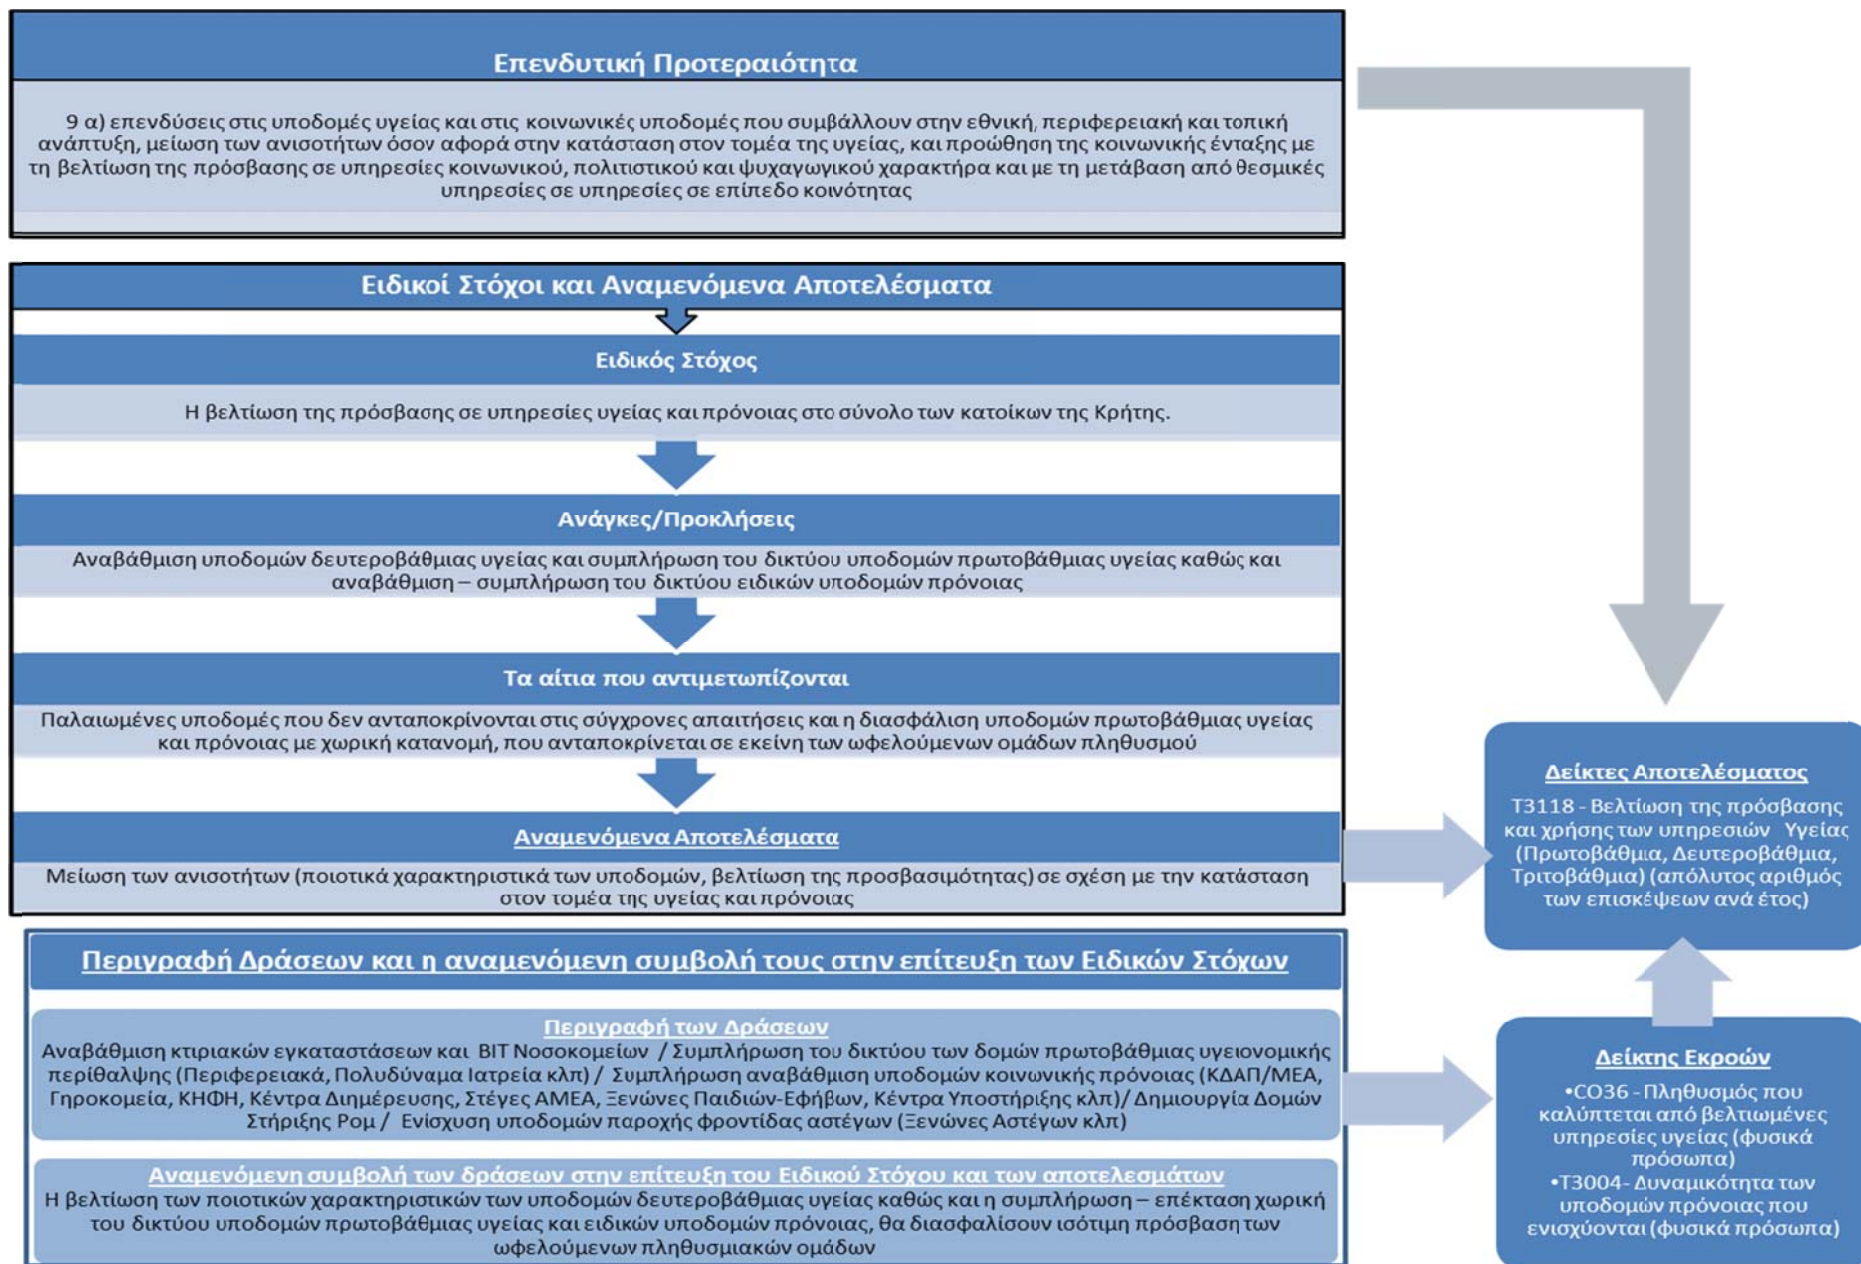 Επενδυτική Προτεραιότητα
9 α) επενδύσεις στις υποδομές υγείας και στις κοινωνικές υποδομές που συμβάλλουν στην εθνική, περιφερειακή και τοπική
ανάπτυξη, μείωση των ανισοτήτων όσον αφορά στην κατάσταση στον τομέα της υγείας, και προώθηση της κοινωνικής ένταξης με
τη βελτίωση της πρόσβασης σε υπηρεσίες κοινωνικού, πολιτιστικού και ψυχαγωγικού χαρακτήρα και με τη μετάβαση από θεσμικές
υπηρεσίες σε υπηρεσίες σε επίπεδο κοινότητας
Ειδικοί Στόχοι και Αναμενόμενα Αποτελέσματα
Ειδικός Στόχος
Η βελτίωση της πρόσβασης σε υπηρεσίες υγείας και πρόνοιας στο σύνολο των κατοίκων της Κρήτης.
Ανάγκες/Προκλήσεις
Αναβάθμιση υποδομών δευτεροβάθμιας υγείας και συμπλήρωση του δικτύου υποδομών πρωτοβάθμιας υγείας καθώς και
αναβάθμιση – συμπλήρωση του δικτύου ειδικών υποδομών πρόνοιας
Τα αίτια που αντιμετωπίζονται
Παλαιωμένες υποδομές που δεν ανταποκρίνονται στις σύγχρονες απαιτήσεις και η διασφάλιση υποδομών πρωτοβάθμιας υγείας
και πρόνοιας με χωρική κατανομή, που ανταποκρίνεται σε εκείνη των ωφελούμενων ομάδων πληθυσμού
Αναμενόμενα Αποτελέσματα
Μείωση των ανισοτήτων (ποιοτικά χαρακτηριστικά των υποδομών, βελτίωση της προσβασιμότητας) σε σχέση με την κατάσταση
στον τομέα της υγείας και πρόνοιας
Περιγραφή Δράσεων και η αναμενόμενη συμβολή τους στην επίτευξη των Ειδικών Στόχων
Περιγραφή των Δράσεων
Αναβάθμιση κτιριακών εγκαταστάσεων και ΒΙΤ Νοσοκομείων / Συμπλήρωση του δικτύου των δομών πρωτοβάθμιας υγειονομικής
περίθαλψης (Περιφερειακά, Πολυδύναμα Ιατρεία κλπ) / Συμπλήρωση αναβάθμιση υποδομών κοινωνικής πρόνοιας (ΚΔΑΠ/ΜΕΑ,
Γηροκομεία, ΚΗΦΗ, Κέντρα Διημέρευσης, Στέγες ΑΜΕΑ, Ξενώνες Παιδιών-Εφήβων, Κέντρα Υποστήριξης κλπ)/ Δημιουργία Δομών
Στήριξης Ρομ / Ενίσχυση υποδομών παροχής φροντίδας αστέγων (Ξενώνες Αστέγων κλπ)
Αναμενόμενη συμβολή των δράσεων στην επίτευξη του Ειδικού Στόχου και των αποτελεσμάτων
Η βελτίωση των ποιοτικών χαρακτηριστικών των υποδομών δευτεροβάθμιας υγείας καθώς και η συμπλήρωση – επέκταση χωρική
του δικτύου υποδομών πρωτοβάθμιας υγείας και ειδικών υποδομών πρόνοιας, θα διασφαλίσουν ισότιμη πρόσβαση των
ωφελούμενων πληθυσμιακών ομάδων
Δείκτες Αποτελέσματος
Τ3118 - Βελτίωση της πρόσβασης
και χρήσης των υπηρεσιών Υγείας
(Πρωτοβάθμια, Δευτεροβάθμια,
Τριτοβάθμια) (απόλυτος αριθμός
των επισκέψεων ανά έτος)
Δείκτης Εκροών
•CO36 - Πληθυσμός που
καλύπτεται από βελτιωμένες
υπηρεσίες υγείας (φυσικά
πρόσωπα)
•Τ3004- Δυναμικότητα των
υποδομών πρόνοιας που
ενισχύονται (φυσικά πρόσωπα)